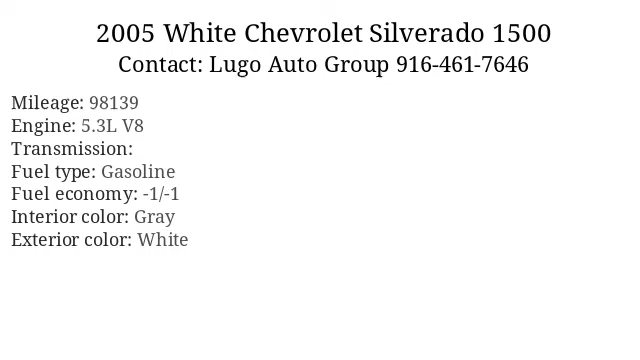 2005 White Chevrolet Silverado 1500
Contact: Lugo Auto Group 916-461-7646
Mileage: 98139
Engine: 5.3L V8
Transmission:
Fuel type: Gasoline
Fuel economy: -1/-1
Interior color: Gray
Exterior color: White